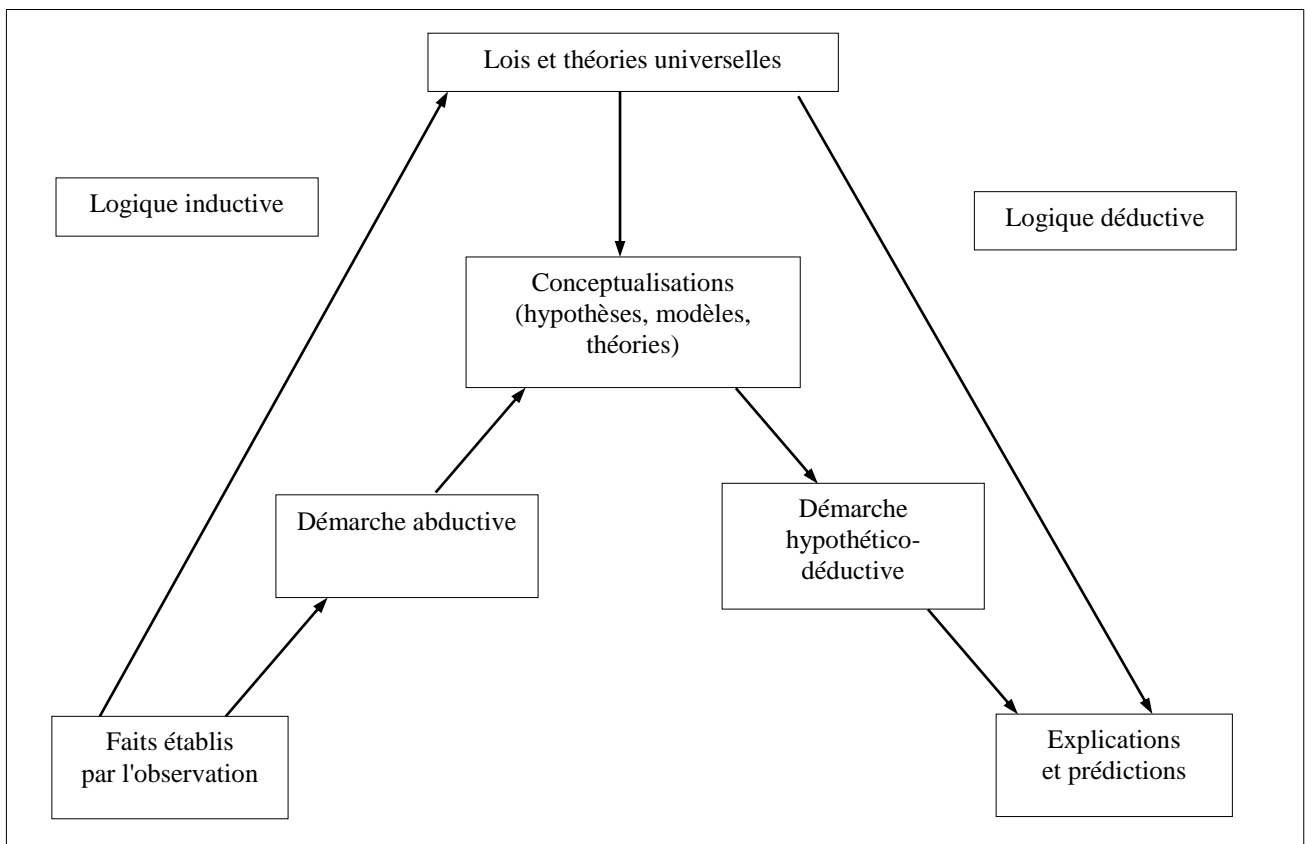 Lois et théories universelles
Logique inductive
Logique déductive
Conceptualisations
(hypothèses, modèles,
théories)
Démarche abductive
Démarche
hypothético-
déductive
Faits établis
par l'observation
Explications
et prédictions